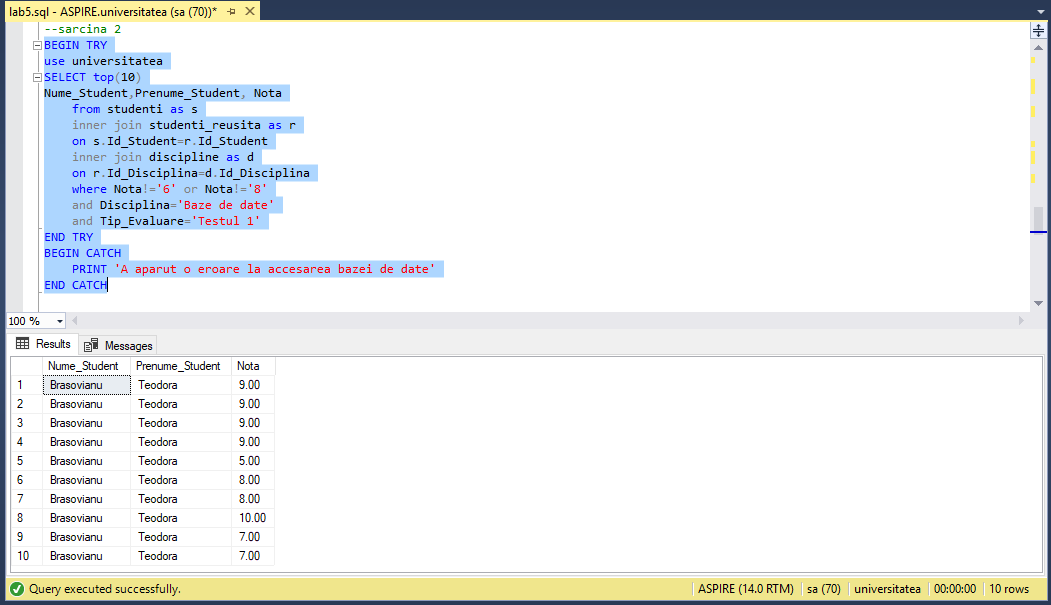 lab5.sql - ASPIRE.universitatea (sa (70))*
--sarcina 2
BEGIN TRY
use universitatea
SELECT top(10)
Nume_Student,Prenume_Student, Nota
from studenti as s
inner join studenti_reusita as r
on s.Id_Student=r.Id_Student
inner join discipline as d
on r.Id_Disciplina=d.Id_Disciplina
where Nota!='6' or Nota!='8'
and Disciplina='Baze de date'
and Tip_Evaluare='Testul 1'
END TRY
BEGIN CATCH
PRINT 'A aparut o eroare la accesarea bazei de date'
END CATCH
100 %
Results Messages
Nume_Student Prenume_Student Nota
1 Brasovianu Teodora 9.00
2 Brasovianu Teodora 9.00
3 Brasovianu Teodora 9.00
4 Brasovianu Teodora 9.00
5 Brasovianu Teodora 5.00
6 Brasovianu Teodora 8.00
7 Brasovianu Teodora 8.00
8 Brasovianu Teodora 10.00
9 Brasovianu Teodora 7.00
10 Brasovianu Teodora 7.00
Query executed successfully. ASPIRE (14.0 RTM) sa (70) universitatea 00:00:00 10 rows